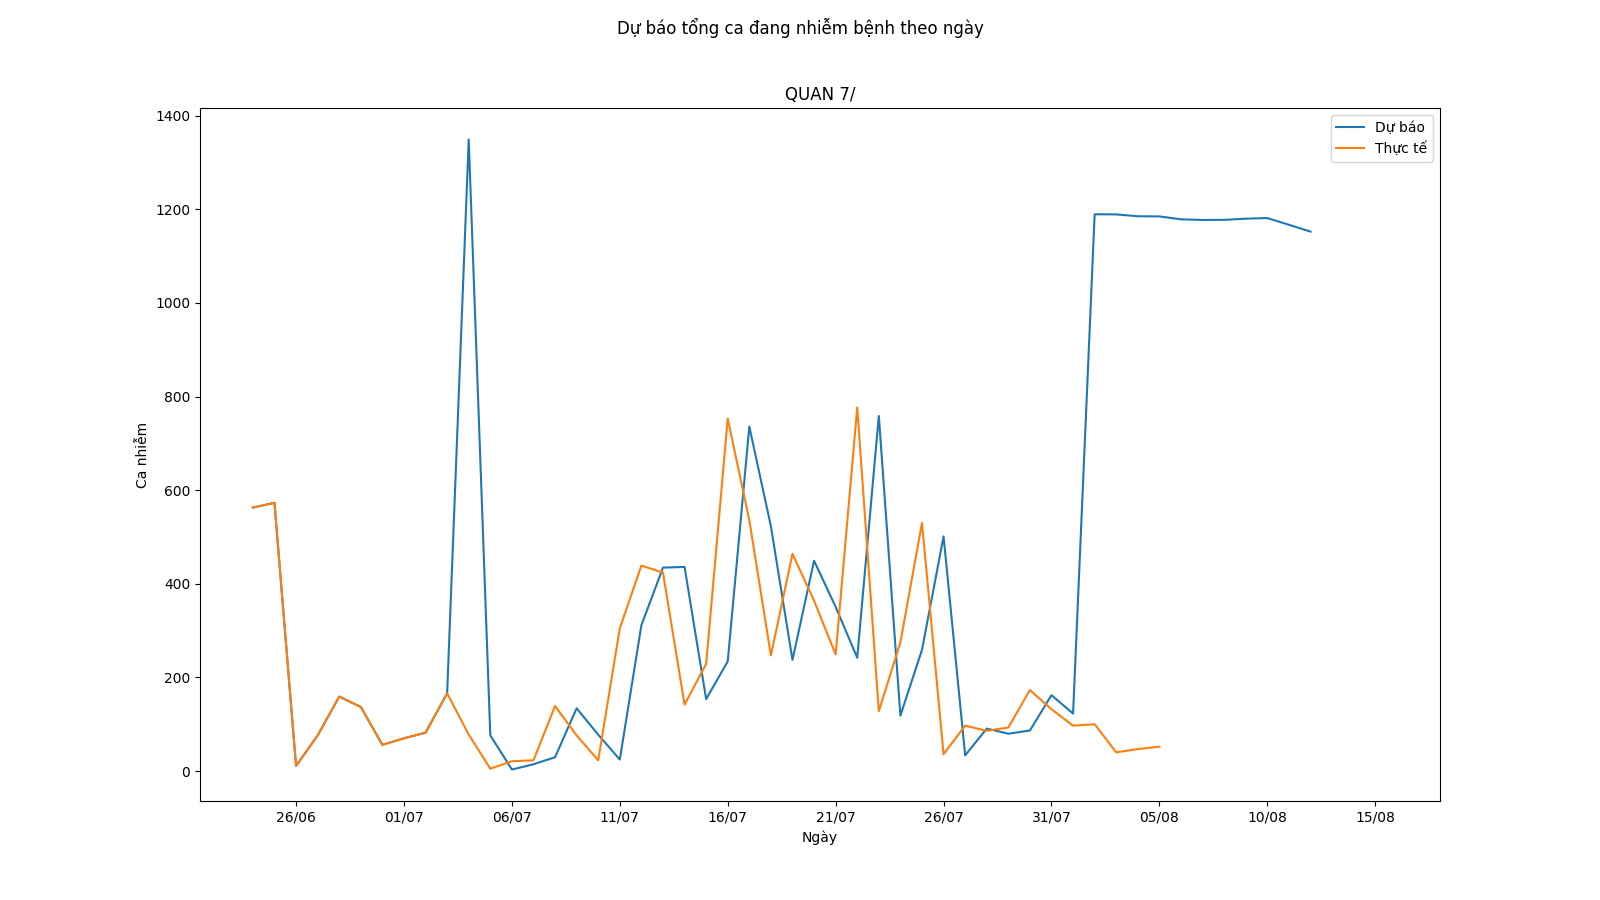 Dự báo tổng ca đang nhiễm bệnh theo ngày
QUAN 7/
1400
1200
1000
800
600
400
200
0
Ca nhiễm
Dự báo
Thực tế
26/06 01/07 06/07 11/07 16/07 21/07 26/07 31/07 05/08 10/08 15/08
Ngày